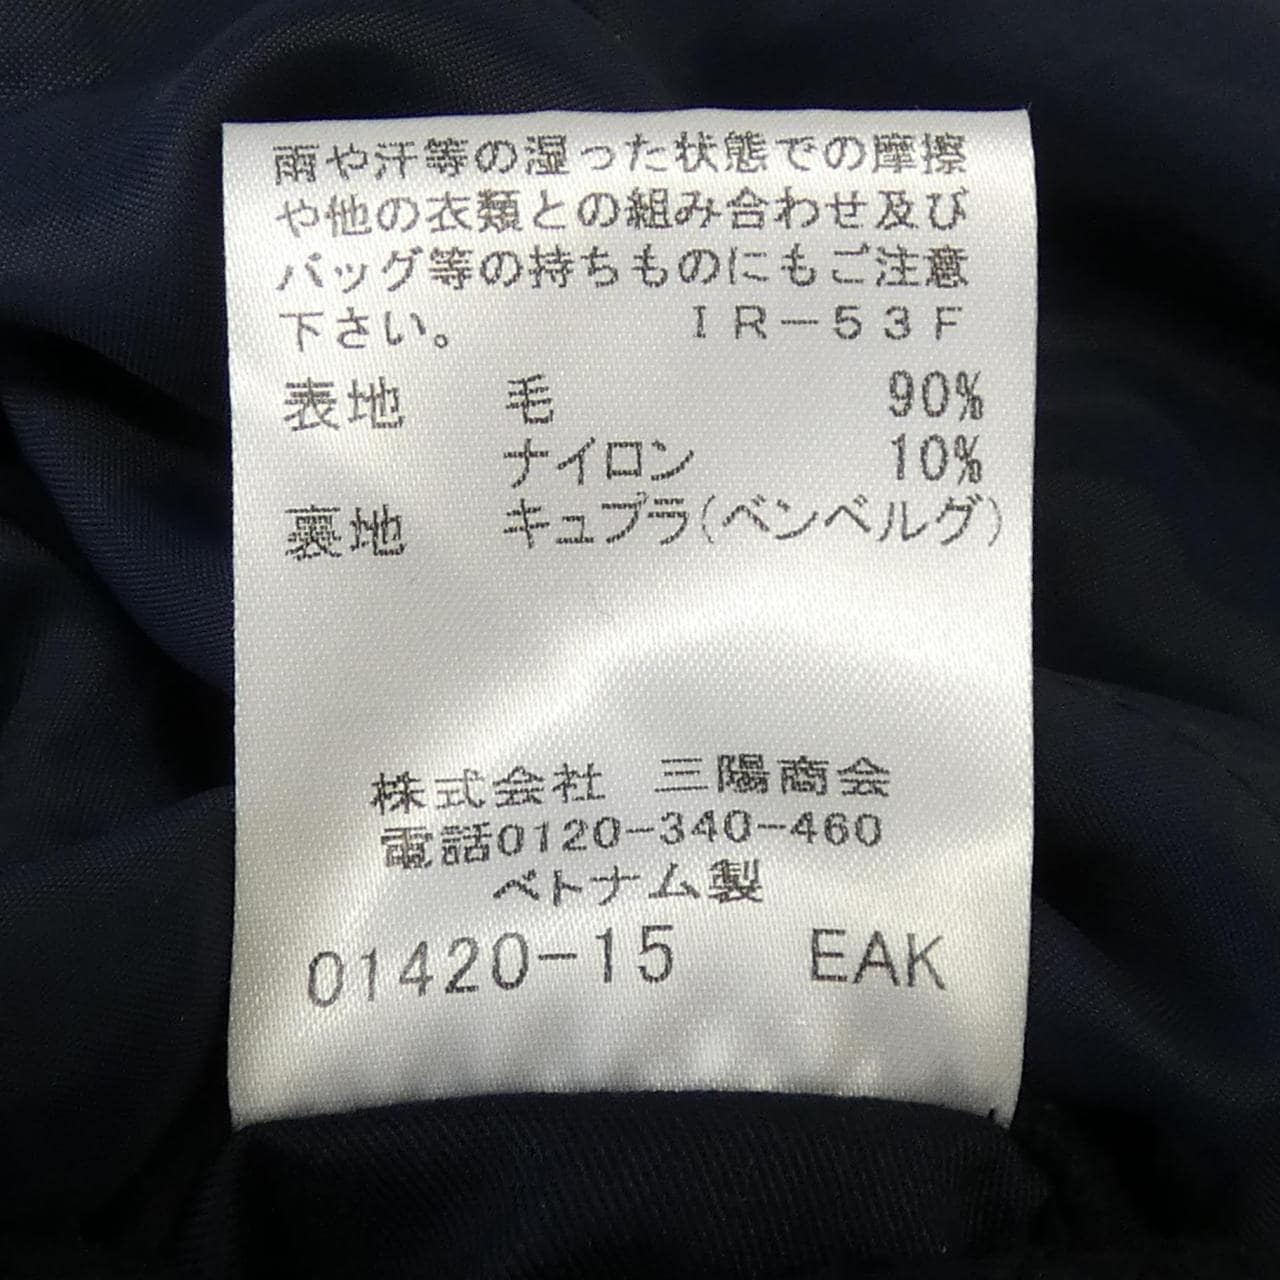 雨や汗等の湿った状態での摩擦
や他の衣類との組み合わせ及び
バッグ等の持ちものにもご注意
下さい。 IR-53F
表地 毛 90%
ナイロン 10%
裏地 キュプラ(ベンベルグ)
株式会社 三陽商会
電話0120-340-460
ベトナム製
01420-15 EAK